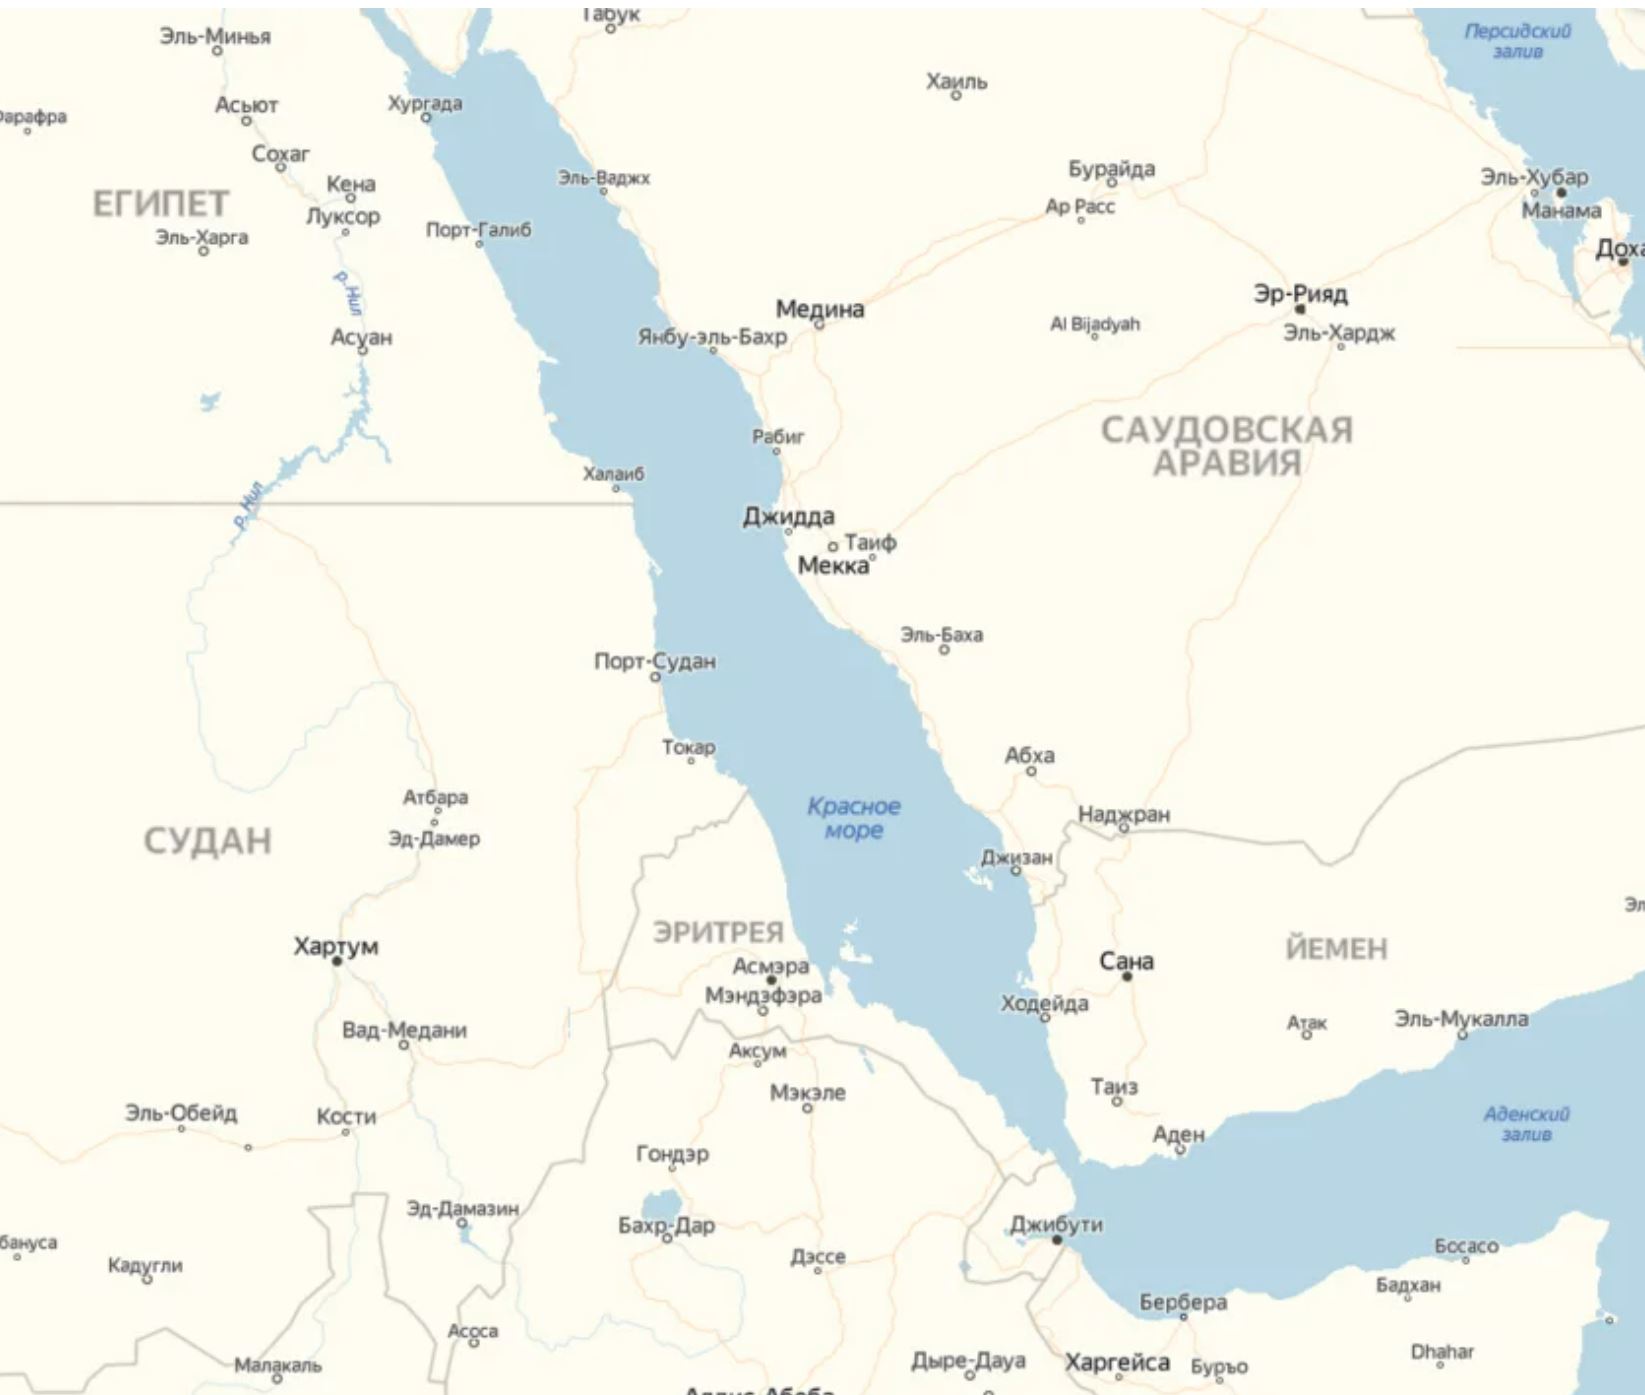 Табук
Эль-Минья
Персидский
залив
Хаиль
Асьют
Хургада
Сохаг
Бурайда
Эль-Ваджх
Эль-Хубар
Кена
ЕГИПЕТ
Ар Расс
Манама
Луксор
Порт-Галиб
Эль-Харга
р. Нил
Эр-Рияд
Медина
Al Bijadyah
Эль-Хардж
Асуан
Янбу-эль-Бахр
САУДОВСКАЯ
АРАВИЯ
Рабиг
Халаиб
р. Нил
Джидда
Таиф
Мекка
Эль-Баха
Порт-Судан
Токар
Абха
Атбара
Красное
море
Наджран
Эд-Дамер
СУДАН
Джизан
ЭРИТРЕЯ
Хартум
ЙЕМЕН
Сана
Асмэра
Мэндэфэра
Ходейда
Эль-Мукалла
Атак
Вад-Медани
Аксум
Таиз
Мэкэле
Эль-Обейд
Кости
Аденский
залив
Аден
Гондэр
Эд-Дамазин
Бахр-Дар
Джибути
Босасо
Дэссе
Кадугли
Бадхан
Бербера
Асоса
Dhahar
Дыре-Дауа
Харгейса
Буръо
Малакаль